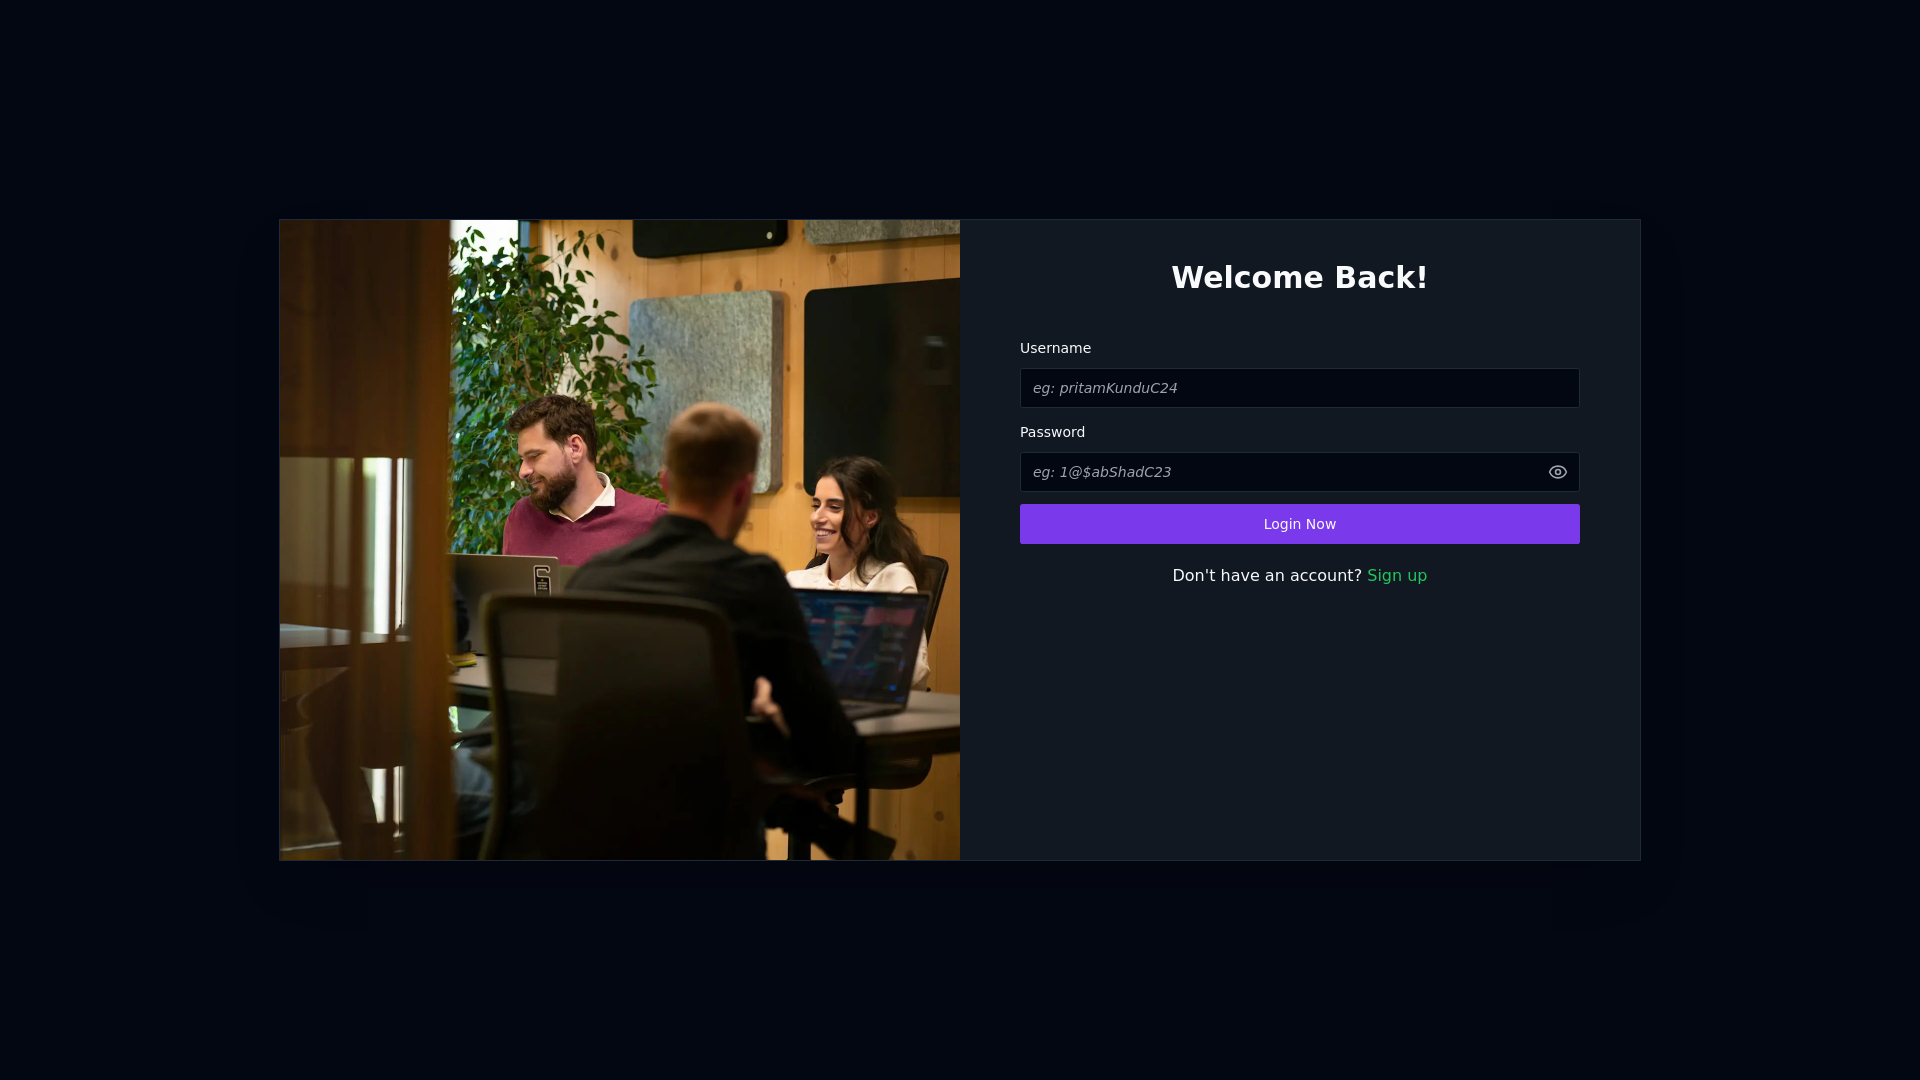 Welcome Back!
Username
eg: pritamKunduC24
Password
eg: 1@$abShadC23
Login Now
Don't have an account? Sign up